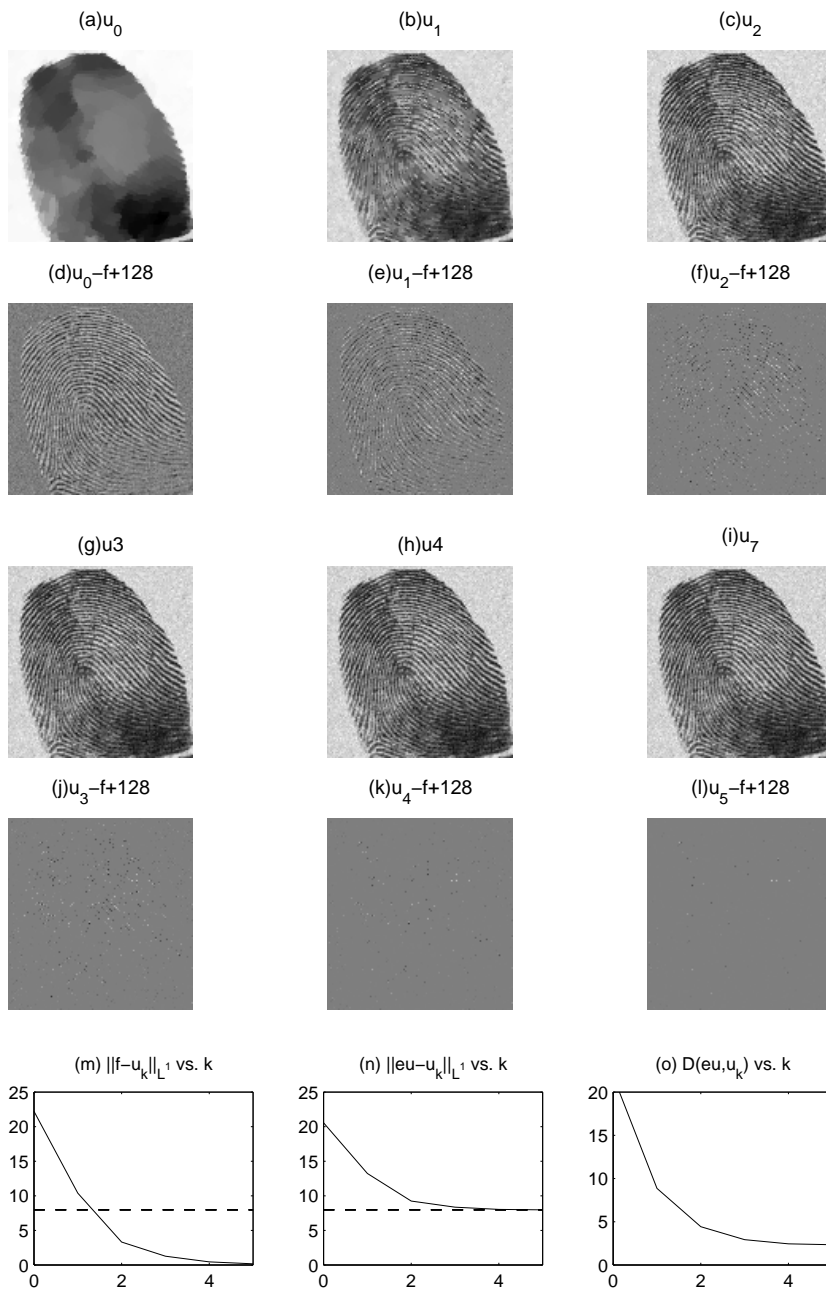 (a)u0 (b)u1 (c)u2
(d)u0−f+128 (e)u1−f+128 (f)u2−f+128
(g)u3 (h)u4 (i)u7
(j)u3−f+128 (k)u4−f+128 (l)u5−f+128
(m) ||f−uk||L1 vs. k (n) ||eu−uk||L1 vs. k (o) D(eu,uk) vs. k
25 25 20
20 20 15
15 15 10
10 10 5
5 5 0
0 0
0 2 4 0 2 4 0 2 4